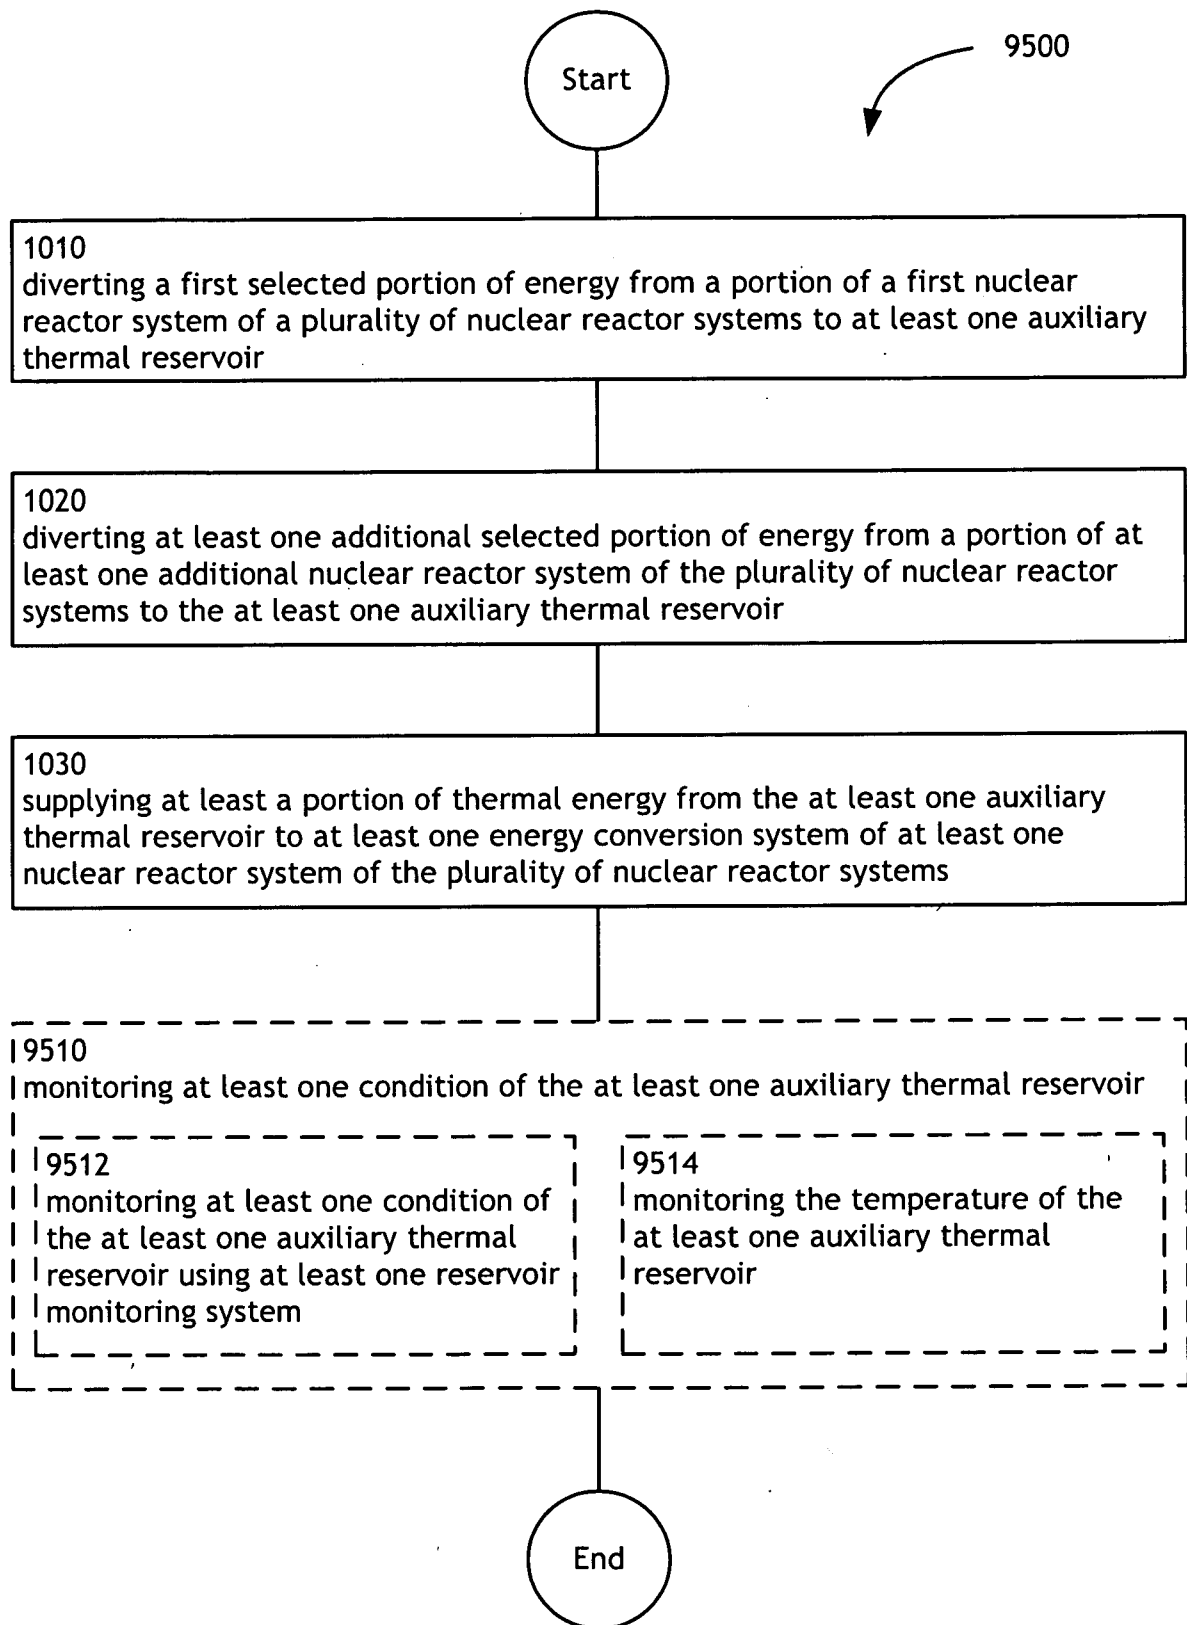 Start
9500
1010
diverting a first selected portion of energy from a portion of a first nuclear
reactor system of a plurality of nuclear reactor systems to at least one auxiliary
thermal reservoir
1020
diverting at least one additional selected portion of energy from a portion of at
least one additional nuclear reactor system of the plurality of nuclear reactor
systems to the at least one auxiliary thermal reservoir
1030
supplying at least a portion of thermal energy from the at least one auxiliary
thermal reservoir to at least one energy conversion system of at least one
nuclear reactor system of the plurality of nuclear reactor systems
9510
monitoring at least one condition of the at least one auxiliary thermal reservoir
9512
monitoring at least one condition of
the at least one auxiliary thermal
reservoir using at least one reservoir
monitoring system
9514
monitoring the temperature of the
at least one auxiliary thermal
reservoir
End